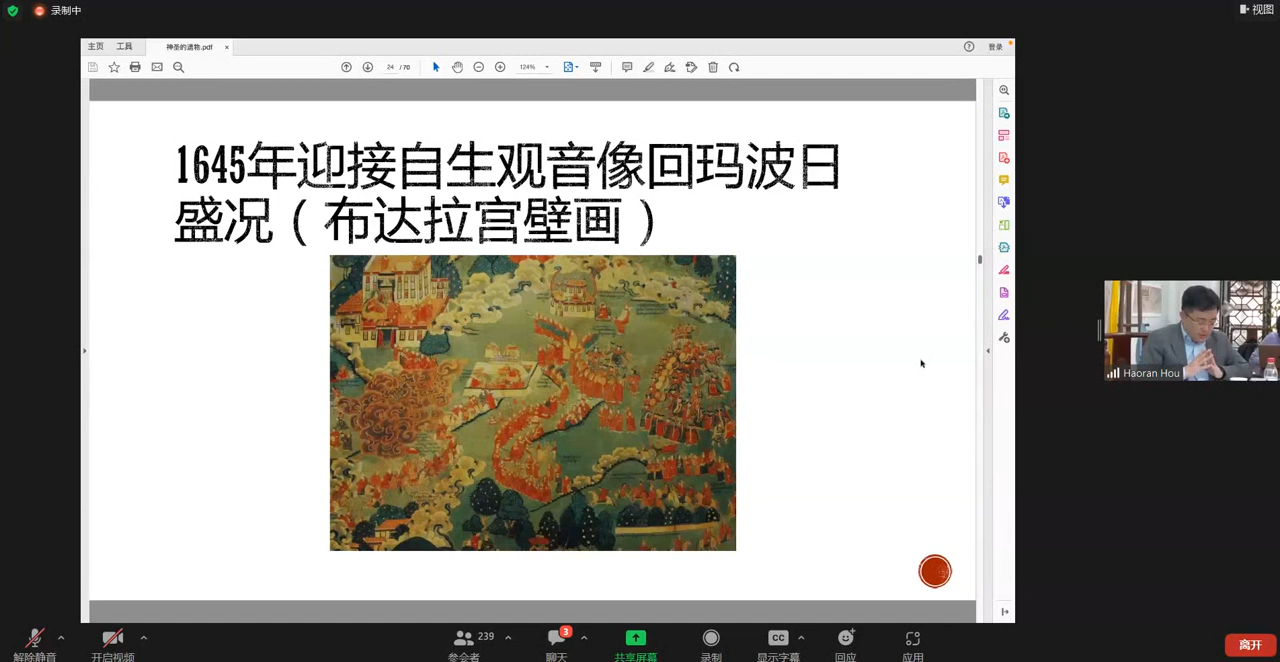 录制中
视图
主页 工具 神圣的遗物.pdf × 登录
24 / 70 124%
1645年迎接自生观音像回玛波日
盛况（布达拉宫壁画）
Haoran Hou
3
239
CC
解除静音 开启视频 参会者 聊天 共享屏幕 录制 显示字幕 回应 应用 离开